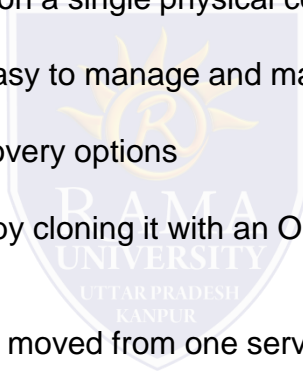 on a single physical c
asy to manage and ma
overy options
by cloning it with an O
RAMA
UNIVERSITY
UTTAR PRADESH
KANPUR
moved from one serv